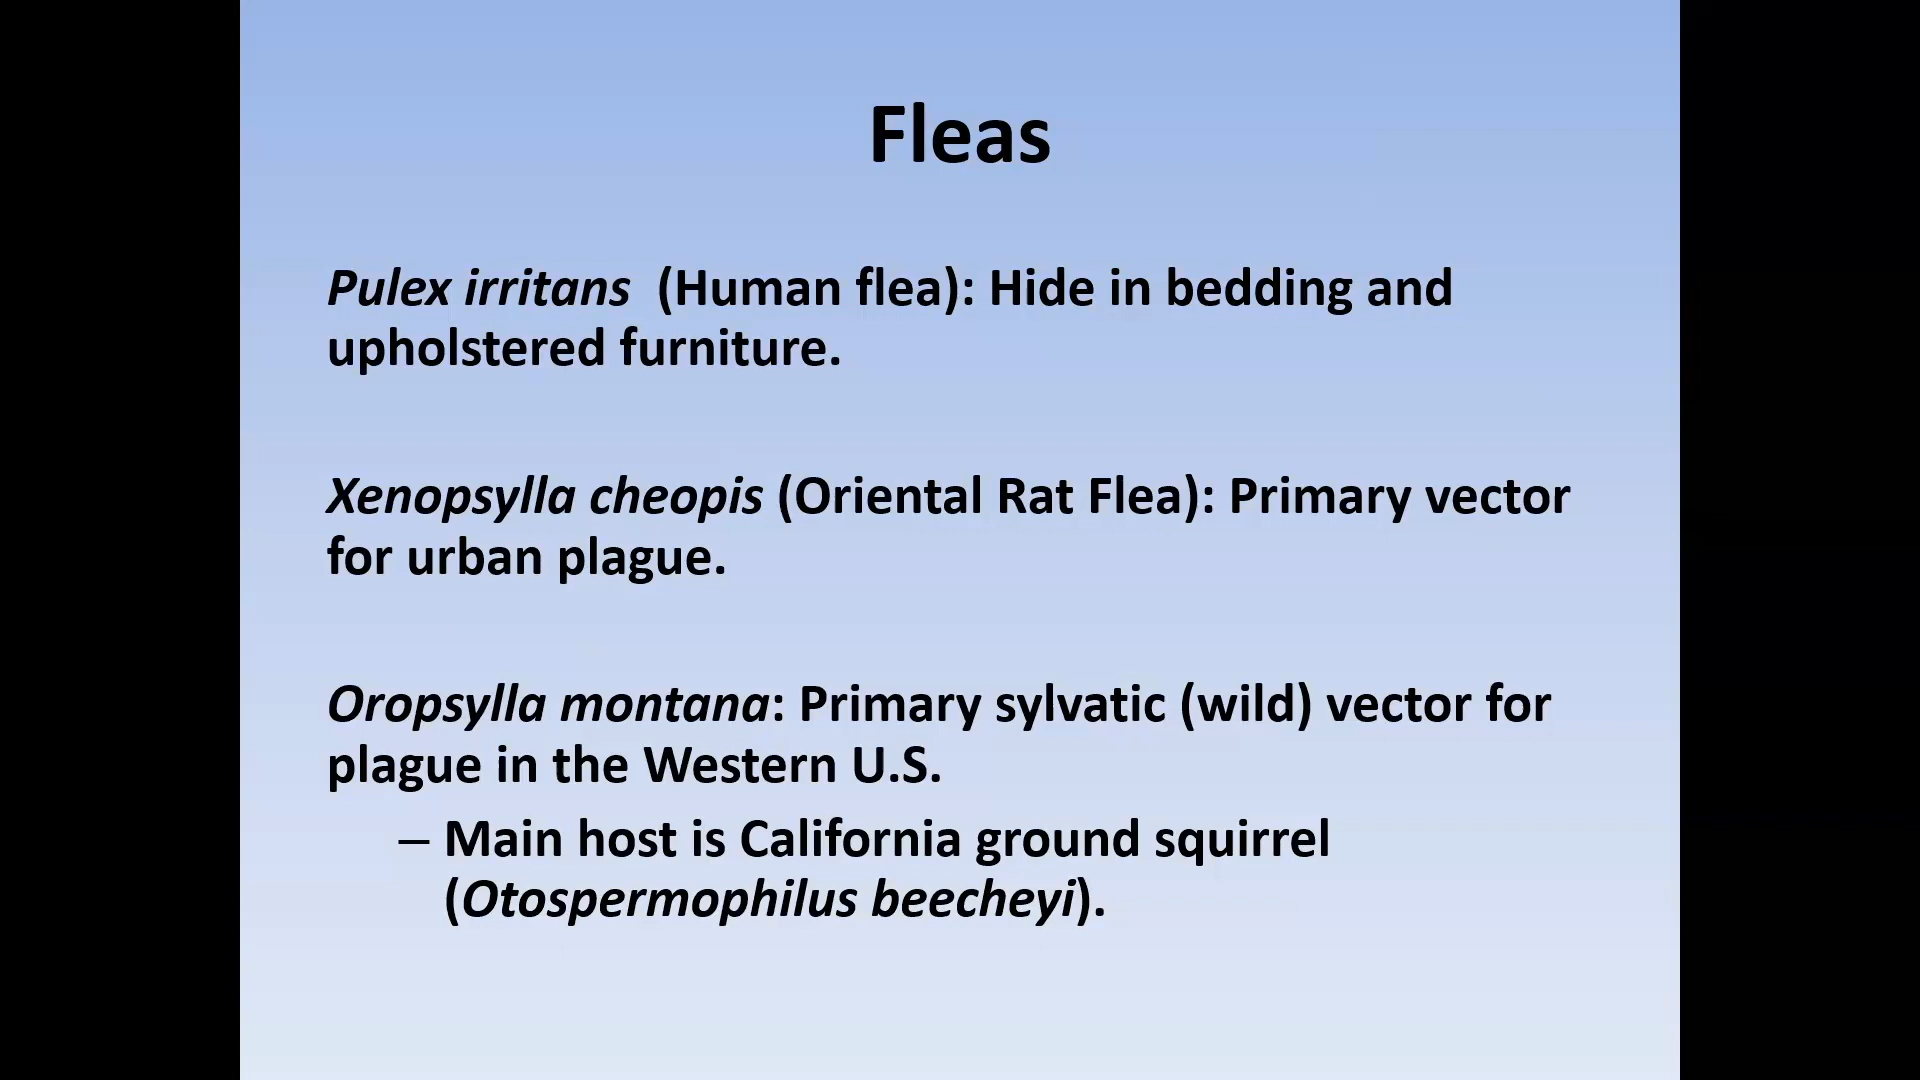 Fleas
Pulex irritans  (Human flea): Hide in bedding and
upholstered furniture.
Xenopsylla cheopis (Oriental Rat Flea): Primary vector
for urban plague.
Oropsylla montana: Primary sylvatic (wild) vector for
plague in the Western U.S.
– Main host is California ground squirrel
(Otospermophilus beecheyi).